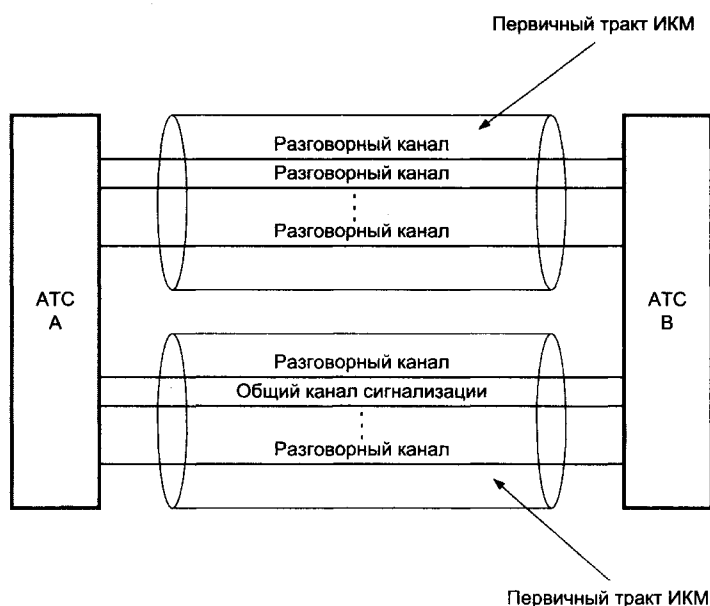 Первичный тракт ИКМ
Разговорный канал
Разговорный канал
Разговорный канал
АТС
А
АТС
В
Разговорный канал
Общий канал сигнализации
Разговорный канал
Первичный тракт ИКМ